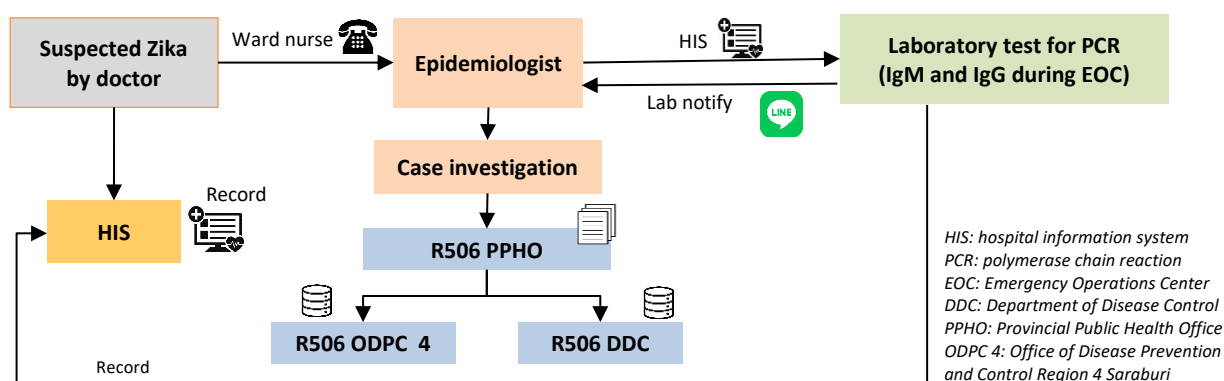 Suspected Zika
by doctor
Ward nurse
Epidemiologist
HIS
Lab notify
LINE
Laboratory test for PCR
(IgM and IgG during EOC)
Case investigation
Record
HIS
R506 PPHO
R506 ODPC 4
R506 DDC
Record
HIS: hospital information system
PCR: polymerase chain reaction
EOC: Emergency Operations Center
DDC: Department of Disease Control
PPHO: Provincial Public Health Office
ODPC 4: Office of Disease Prevention
and Control Region 4 Saraburi